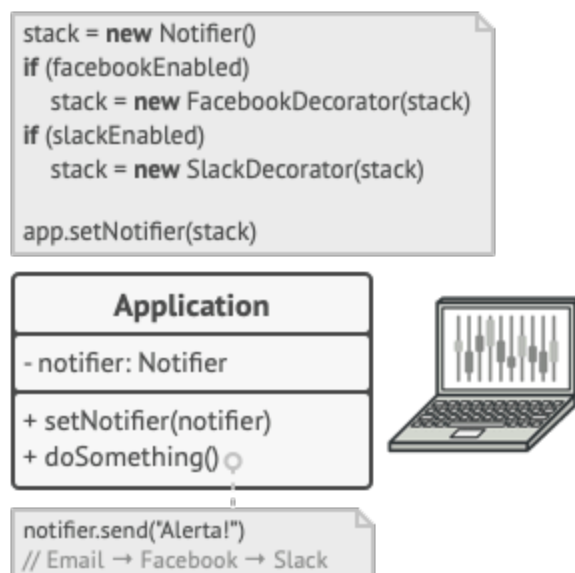 stack = new Notifier()
if (facebookEnabled)
stack = new FacebookDecorator(stack)
if (slackEnabled)
stack = new SlackDecorator(stack)
app.setNotifier(stack)
Application
- notifier: Notifier
+ setNotifier(notifier)
+ doSomething()
notifier.send("Alerta!")
// Email → Facebook → Slack